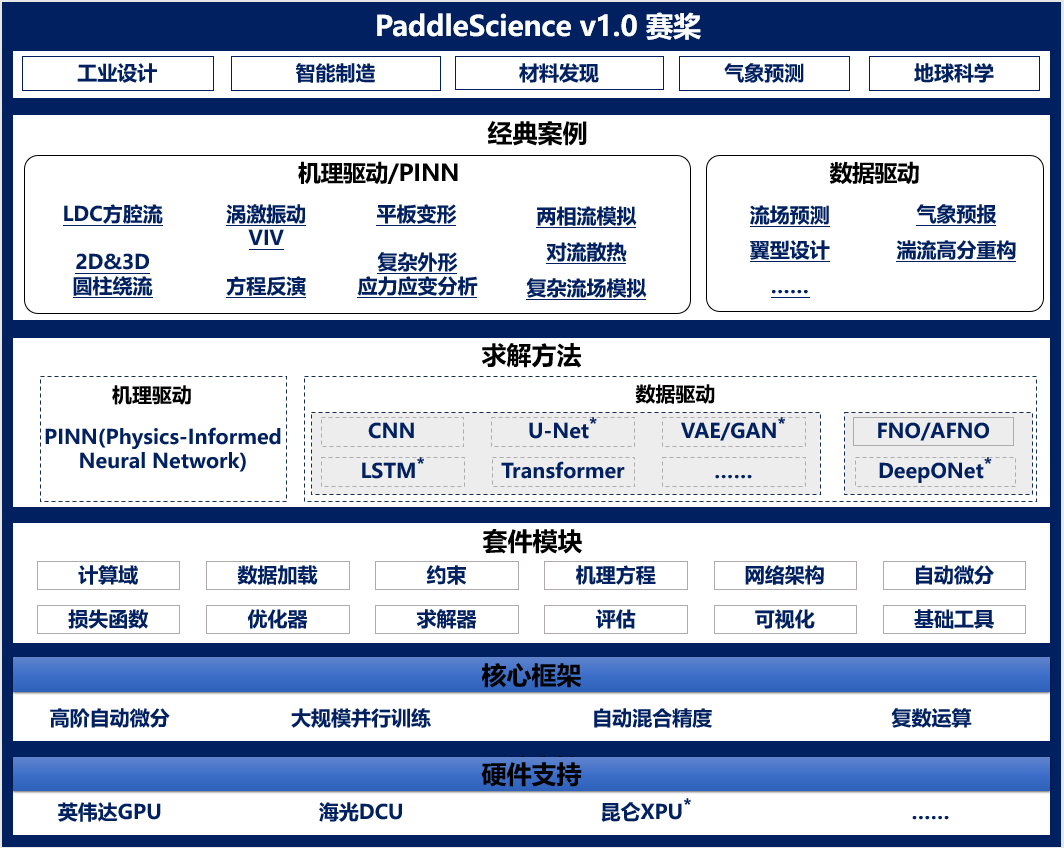 PaddleScience v1.0 赛桨
工业设计
智能制造
材料发现
气象预测
地球科学
经典案例
机理驱动/PINN
LDC方腔流
涡激振动
VIV
平板变形
两相流模拟
对流散热
2D&3D
圆柱绕流
方程反演
复杂外形
应力应变分析
复杂流场模拟
数据驱动
流场预测
气象预报
翼型设计
湍流高分重构
......
求解方法
机理驱动
PINN(Physics-Informed
Neural Network)
数据驱动
CNN
U-Net*
VAE/GAN*
LSTM*
Transformer
......
FNO/AFNO
DeepONet*
套件模块
计算域
数据加载
约束
机理方程
网络架构
自动微分
损失函数
优化器
求解器
评估
可视化
基础工具
核心框架
高阶自动微分
大规模并行训练
自动混合精度
复数运算
硬件支持
英伟达GPU
海光DCU
昆仑XPU*
......